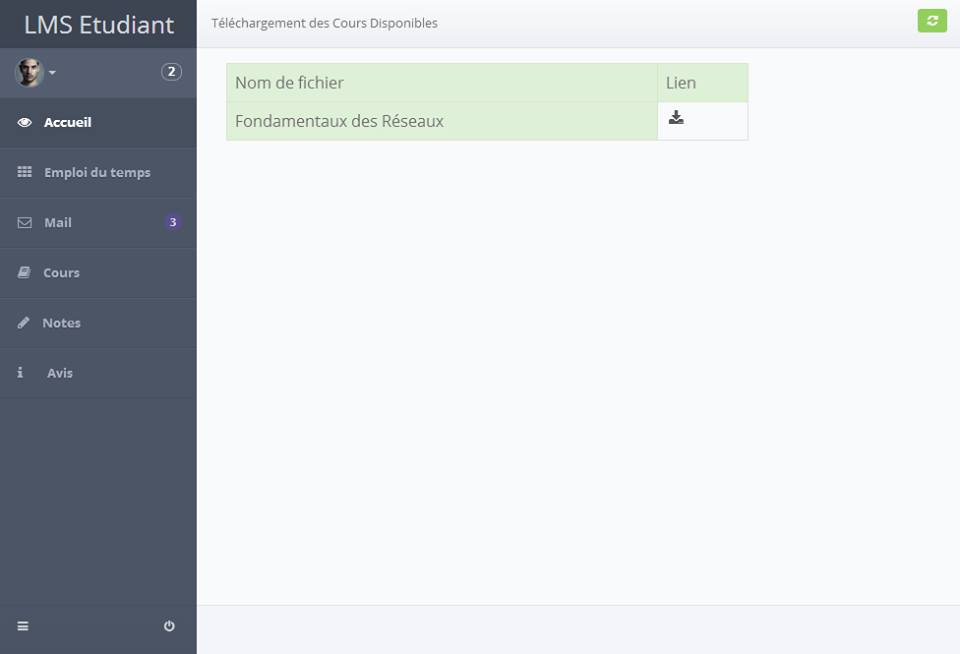 LMS Etudiant
Téléchargement des Cours Disponibles
2
Nom de fichier Lien
Fondamentaux des Réseaux
Accueil
Emploi du temps
Mail 3
Cours
Notes
Avis